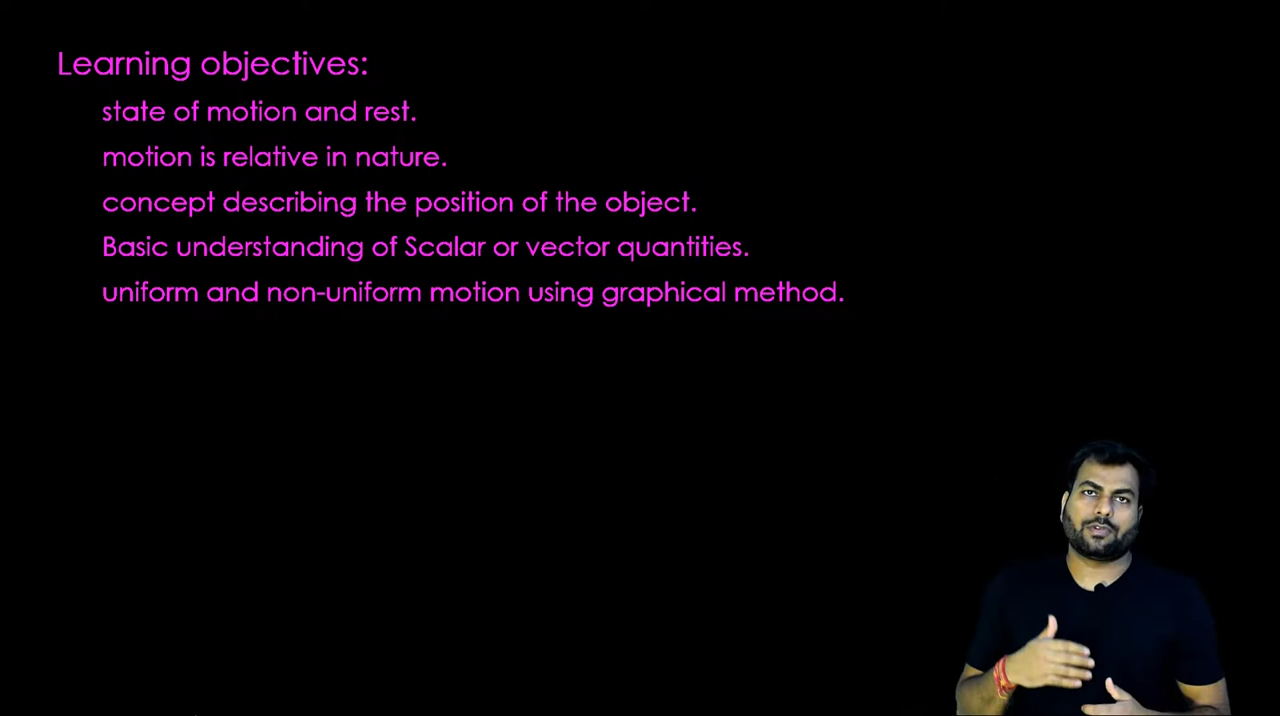 Learning objectives:
state of motion and rest.
motion is relative in nature.
concept describing the position of the object.
Basic understanding of Scalar or vector quantities.
uniform and non-uniform motion using graphical method.